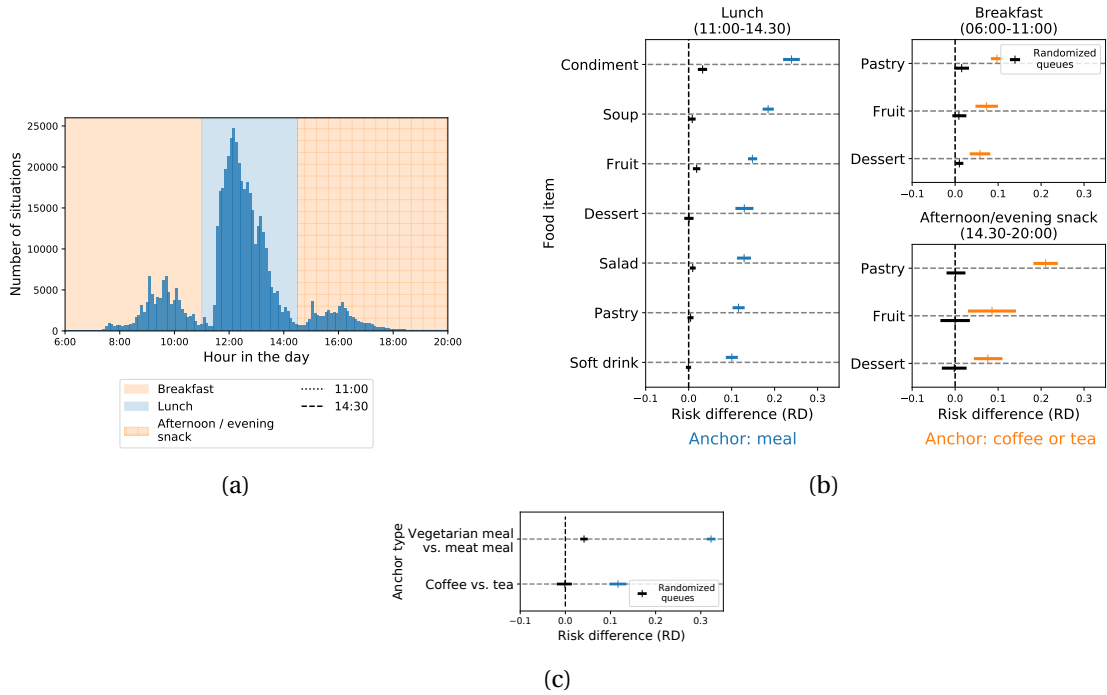 Number of situations
25000
20000
15000
10000
5000
0
6:00
8:00
10:00
12:00
14:00
16:00
18:00
20:00
Hour in the day
Breakfast
Lunch
Afternoon / evening
snack
11:00
14:30
(a)
Lunch
(11:00-14.30)
Food item
Condiment
Soup
Fruit
Dessert
Salad
Pastry
Soft drink
−0.1
0.0
0.1
0.2
0.3
Risk difference (RD)
Anchor: meal
Breakfast
(06:00-11:00)
Randomized
queues
Pastry
Fruit
Dessert
−0.1
0.0
0.1
0.2
0.3
Afternoon/evening snack
(14.30-20:00)
Pastry
Fruit
Dessert
−0.1
0.0
0.1
0.2
0.3
Risk difference (RD)
Anchor: coffee or tea
(b)
Anchor type
Vegetarian meal
vs. meat meal
Coffee vs. tea
Randomized
queues
−0.1
0.0
0.1
0.2
0.3
Risk difference (RD)
(c)